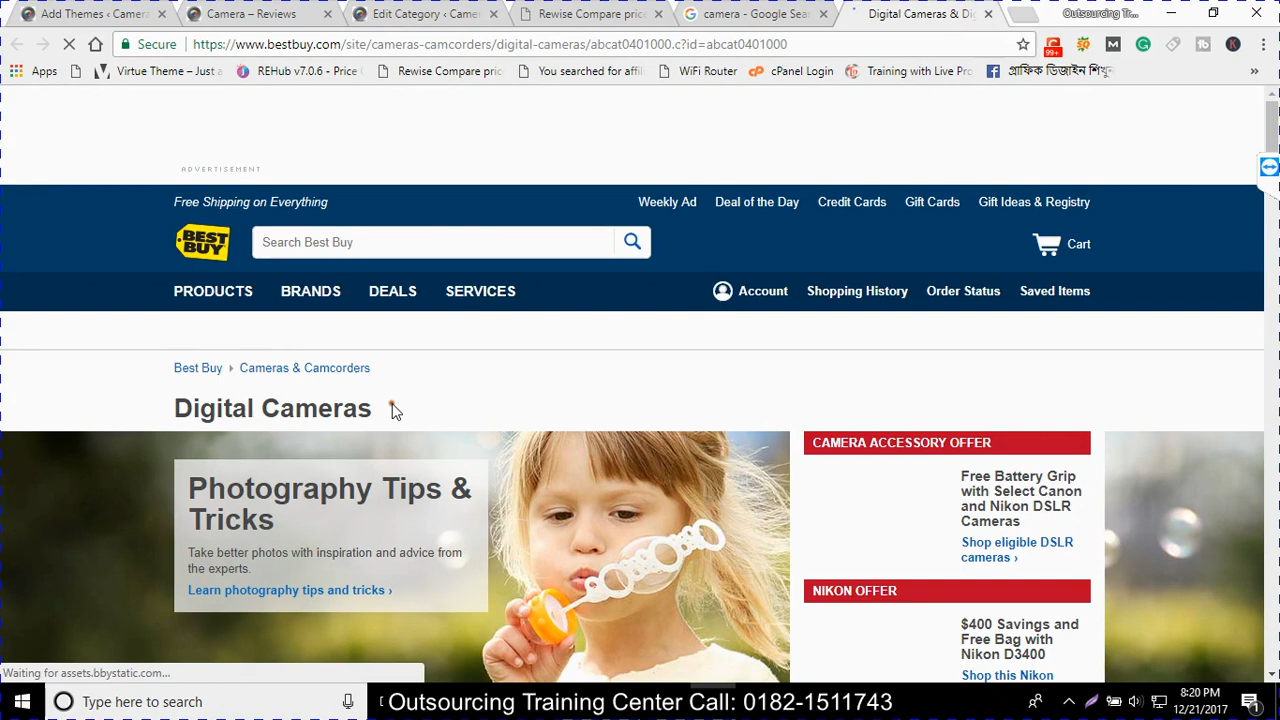 Add Themes ‹ Camera
Camera – Reviews
Edit Category ‹ Came
Rewise Compare price
camera - Google Sear
Digital Cameras & Di
Outsourcing Tr...
Secure
https://www.bestbuy.com/site/cameras-camcorders/digital-cameras/abcat0401000.c?id=abcat0401000
99+
Apps
Virtue Theme – Just a
REHub v7.0.6 - R
Rewise Compare pric
You searched for affil
WiFi Router
cPanel Login
Training with Live Pro
গ্রাফিক ডিজাইন শিখুন
ADVERTISEMENT
Free Shipping on Everything
Weekly Ad
Deal of the Day
Credit Cards
Gift Cards
Gift Ideas & Registry
BEST BUY
Search Best Buy
Cart
PRODUCTS
BRANDS
DEALS
SERVICES
Account
Shopping History
Order Status
Saved Items
Best Buy
Cameras & Camcorders
Digital Cameras
Photography Tips &
Tricks
Take better photos with inspiration and advice from
the experts.
Learn photography tips and tricks ›
CAMERA ACCESSORY OFFER
Free Battery Grip
with Select Canon
and Nikon DSLR
Cameras
Shop eligible DSLR
cameras ›
NIKON OFFER
$400 Savings and
Free Bag with
Nikon D3400
Shop this Nikon
Waiting for assets.bbystatic.com...
Type here to search
Outsourcing Training Center Call: 0182-1511743
8:20 PM
12/21/2017